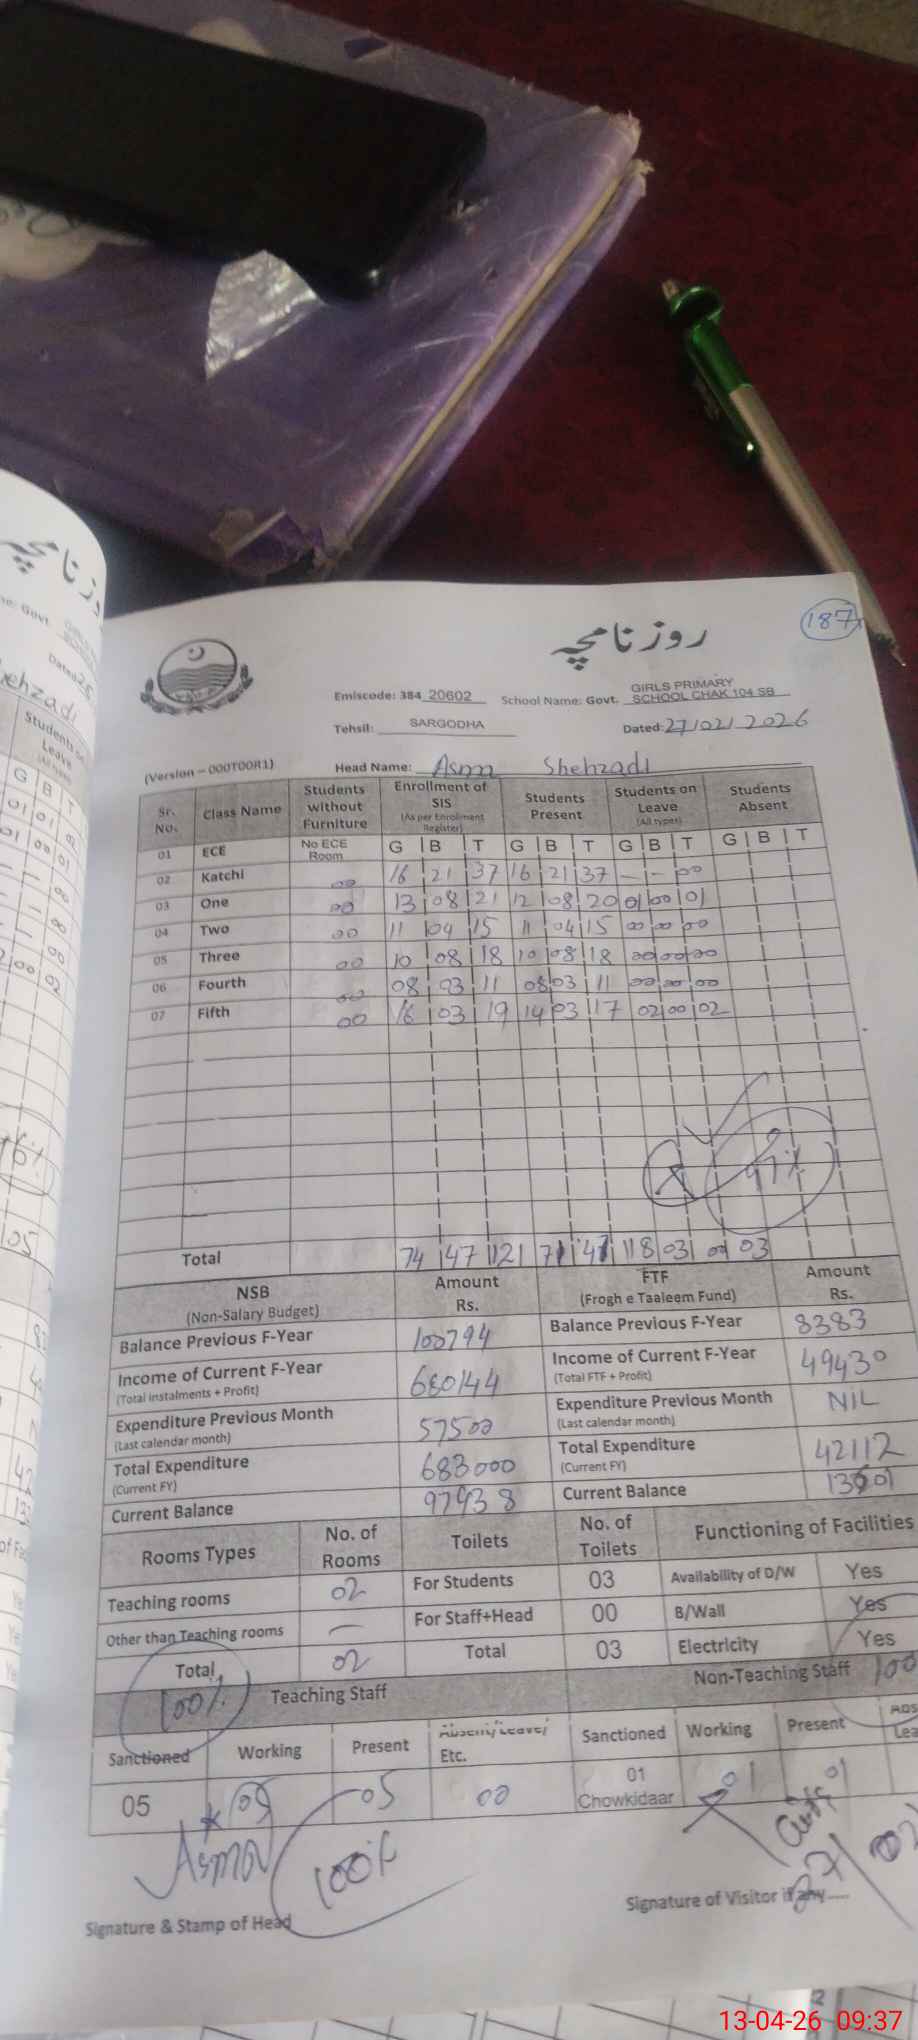 روزنامچہ
187
Emiscode: 384 20602 School Name: Govt. GIRLS PRIMARY SCHOOL CHAK 104 SB
Tehsil: SARGODHA Dated: 27/02/2026
(Version – 000T00R1) Head Name: Asma Shehzadi
Sr. No. Class Name Students without Furniture Enrollment of SIS (As per Enrollment Register) Students Present Students on Leave (All types) Students Absent
01 ECE No ECE Room G B T G B T G B T G B T
02 Katchi 00 16 21 37 16 21 37 – – 00
03 One 00 13 08 21 12 08 20 01 00 01
04 Two 00 11 04 15 11 04 15 00 00 00
05 Three 00 10 08 18 10 08 18 00 00 00
06 Fourth 00 08 03 11 08 03 11 00 00 00
07 Fifth 00 16 03 19 14 03 17 02 00 02
97%
Total 74 47 121 71 47 118 03 00 03
NSB (Non-Salary Budget) Amount Rs. FTF (Frogh e Taaleem Fund) Amount Rs.
Balance Previous F-Year 100794 Balance Previous F-Year 8383
Income of Current F-Year (Total instalments + Profit) 680144 Income of Current F-Year (Total FTF + Profit) 49430
Expenditure Previous Month (Last calendar month) 57500 Expenditure Previous Month (Last calendar month) NIL
Total Expenditure (Current FY) 683000 Total Expenditure (Current FY) 42112
Current Balance 97938 Current Balance
Rooms Types No. of Rooms Toilets No. of Toilets Functioning of Facilities
Teaching rooms 02 For Students 03 Availability of D/W Yes
Other than Teaching rooms – For Staff+Head 00 B/Wall Yes
Total 02 Total 03 Electricity Yes
100% Teaching Staff Non-Teaching Staff 100
Sanctioned Working Present Absent/Leave/ Etc. Sanctioned Working Present
05 05 05 00 01 Chowkidaar 01 01
Asma 100%
Signature & Stamp of Head Signature of Visitor if any
13-04-26 09:37